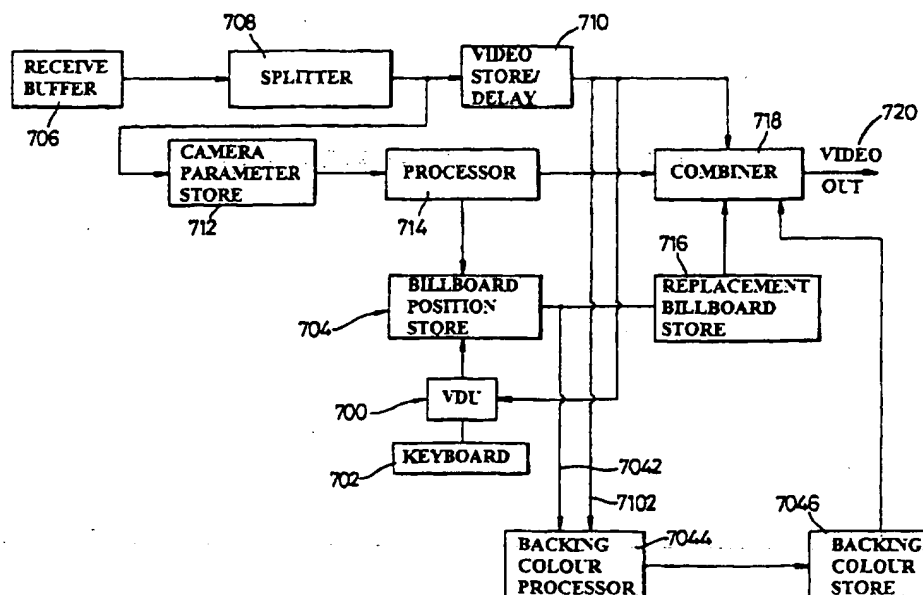 708
710
RECEIVE
BUFFER
706
SPLITTER
VIDEO
STORE/
DELAY
718
720
VIDEO
OUT
CAMERA
PARAMETER
STORE
712
PROCESSOR
714
COMBINER
716
BILLBOARD
POSITION
STORE
704
REPLACEMENT
BILLBOARD
STORE
700
VDU
702
KEYBOARD
7042
7102
7044
7046
BACKING
COLOUR
PROCESSOR
BACKING
COLOUR
STORE